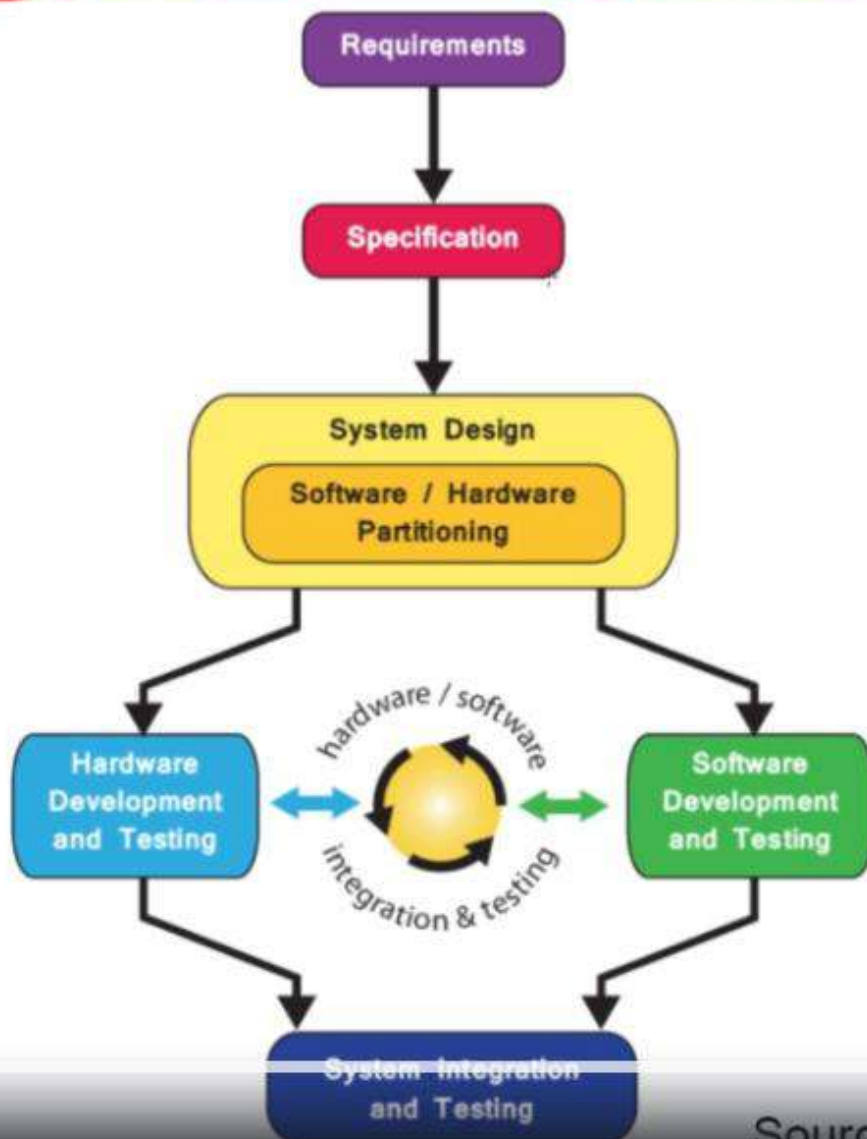 Requirements
Specification
System Design
Software / Hardware
Partitioning
hardware / software
Hardware
Development
and Testing
Software
Development
and Testing
integration & testing
System Integration
and Testing